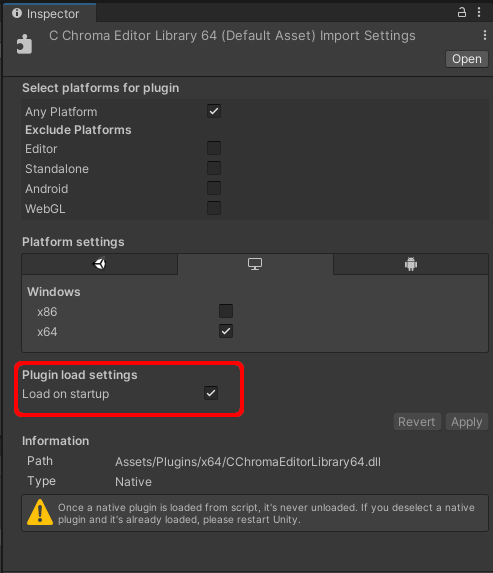 Inspector
C Chroma Editor Library 64 (Default Asset) Import Settings
Open
Select platforms for plugin
Any Platform
Exclude Platforms
Editor
Standalone
Android
WebGL
Platform settings
Windows
x86
x64
Plugin load settings
Load on startup
Revert Apply
Information
Path Assets/Plugins/x64/CChromaEditorLibrary64.dll
Type Native
Once a native plugin is loaded from script, it's never unloaded. If you deselect a native
plugin and it's already loaded, please restart Unity.